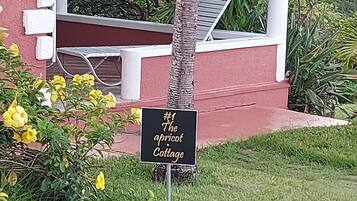 #1
The
apricot
Cottage